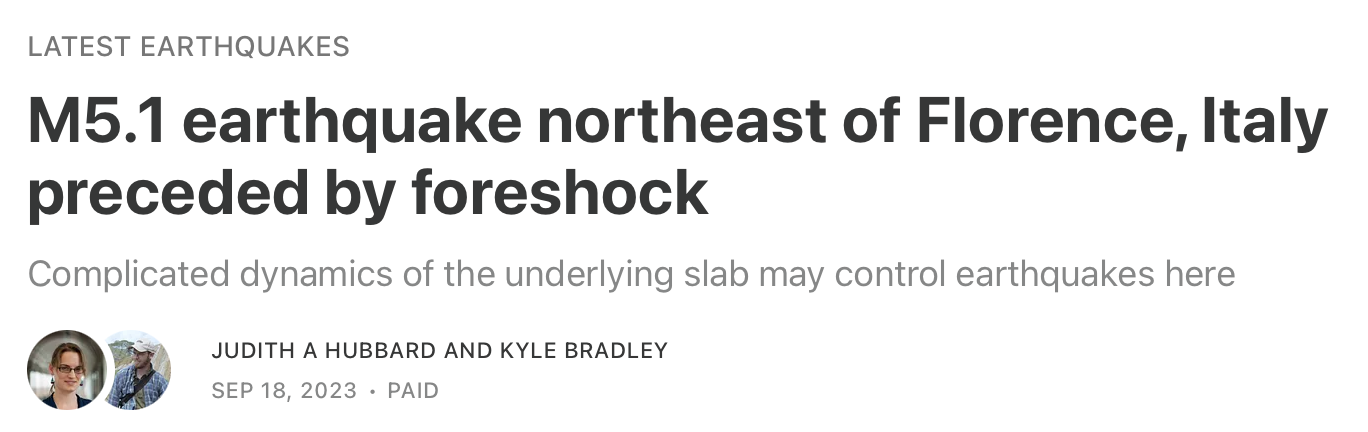 LATEST EARTHQUAKES
M5.1 earthquake northeast of Florence, Italy
preceded by foreshock
Complicated dynamics of the underlying slab may control earthquakes here
JUDITH A HUBBARD AND KYLE BRADLEY
SEP 18, 2023 • PAID